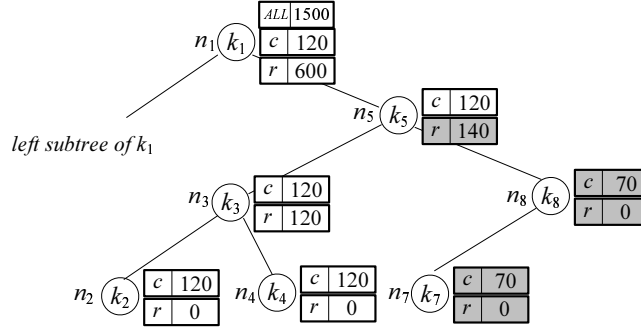 ALL 1500
n1 k1 c 120
r 600
n5 k5 c 120
r 140
left subtree of k1
n3 k3 c 120
r 120
n8 k8 c 70
r 0
n2 k2 c 120
r 0
n4 k4 c 120
r 0
n7 k7 c 70
r 0